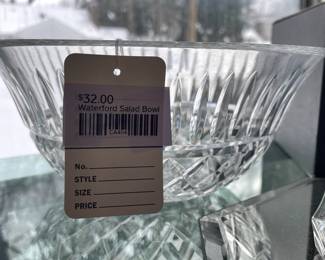 $32.00
Waterford Salad Bowl
No.
STYLE
SIZE
PRICE